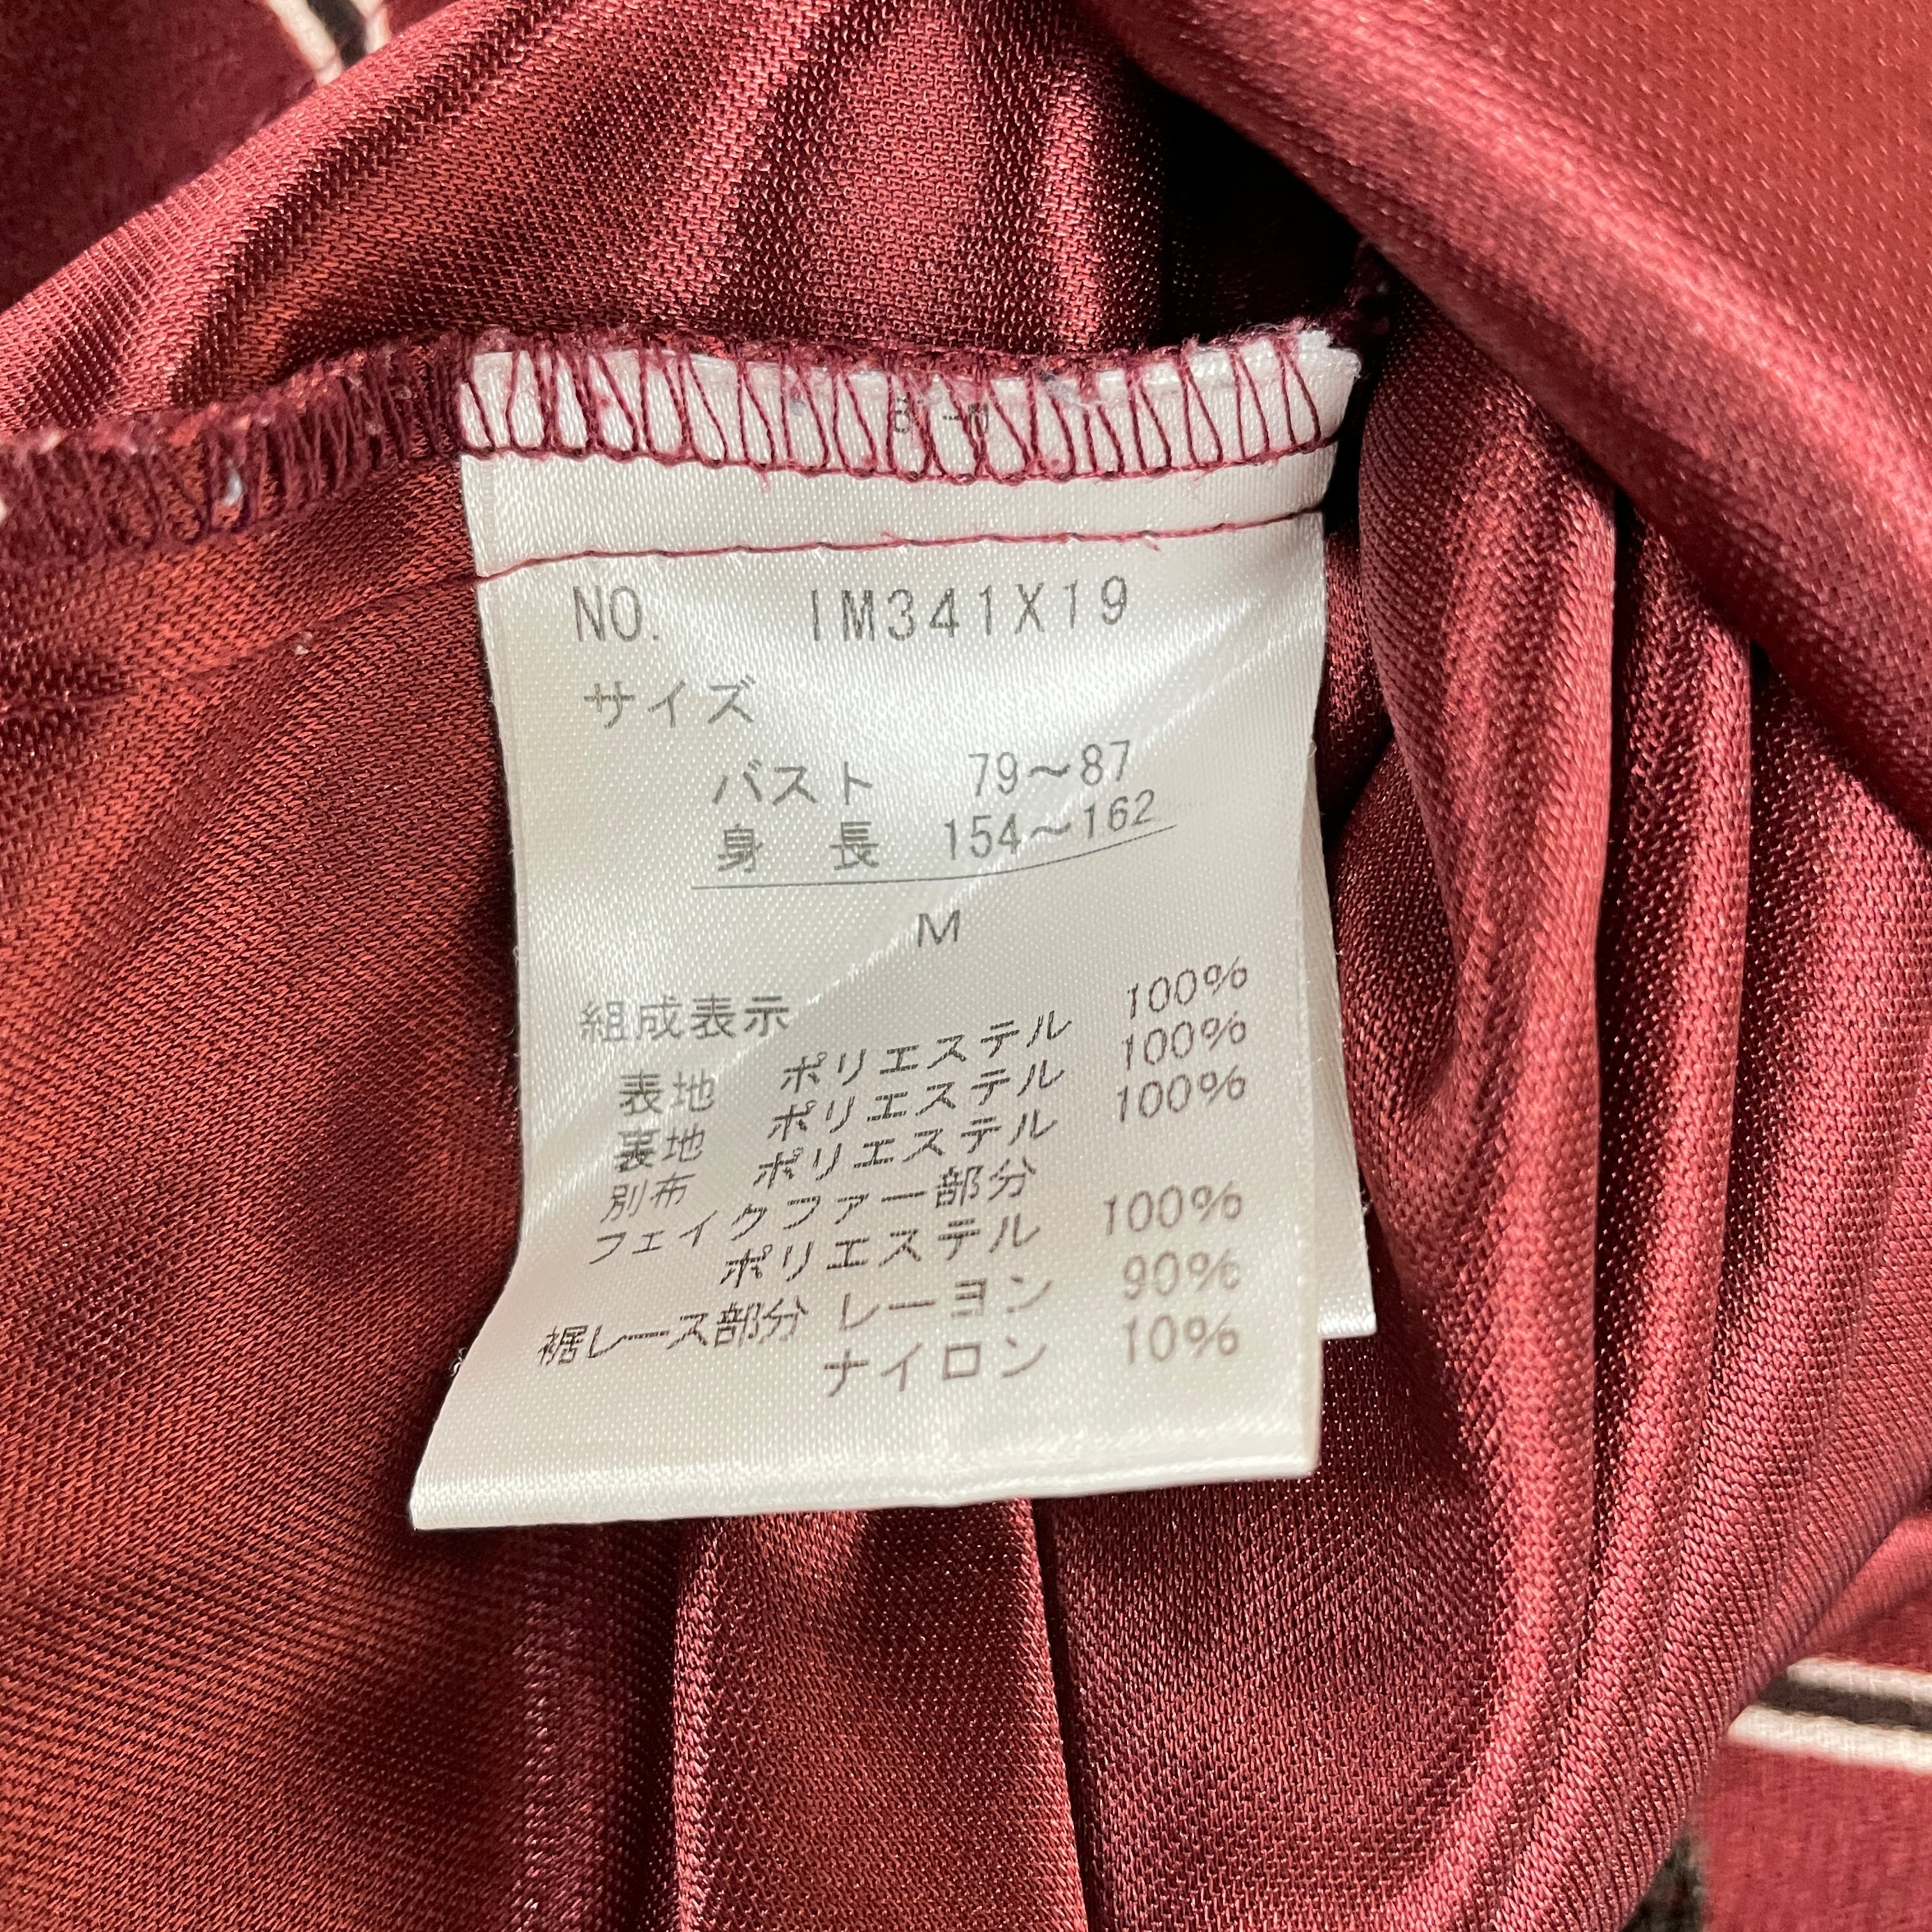 NO. IM341X19
サイズ
バスト 79～87
身長 154～162
M
組成表示
表地 ポリエステル 100%
裏地 ポリエステル 100%
別布 ポリエステル 100%
フェイクファー部分
ポリエステル 100%
裾レース部分 レーヨン 90%
ナイロン 10%